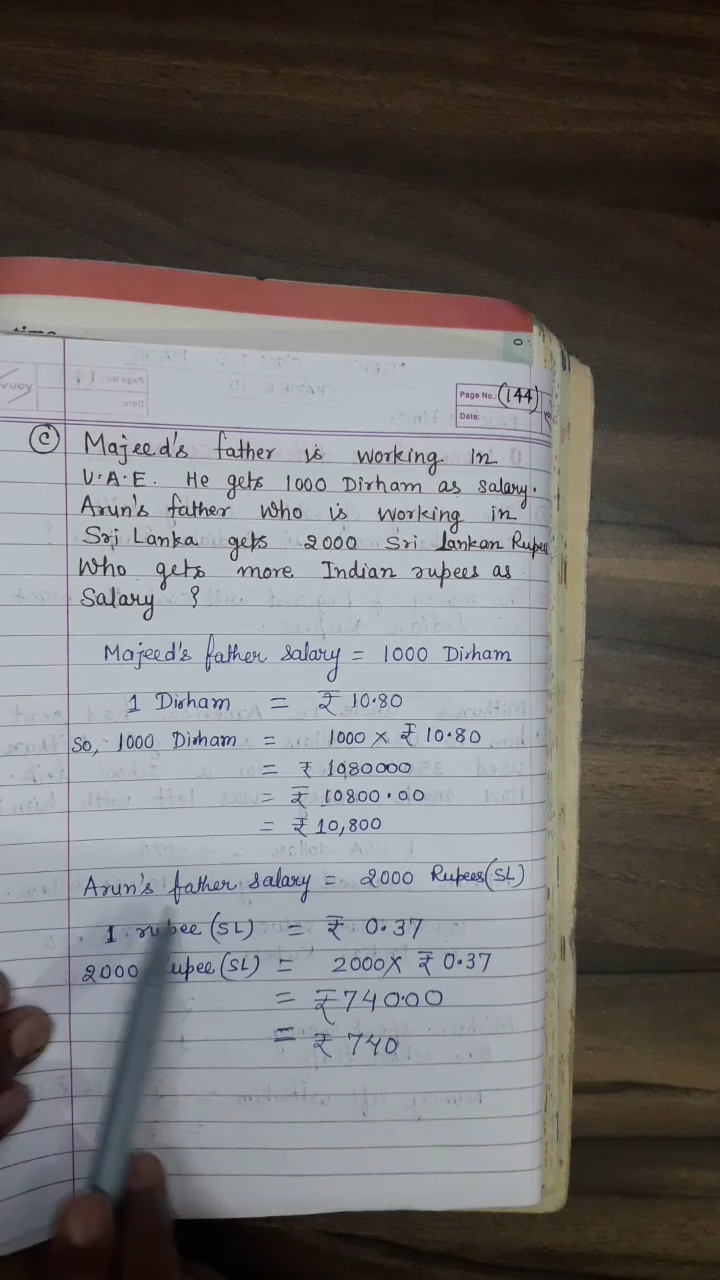 Page No.: 144
Date:
(c) Majeed's father is working in
U.A.E. He gets 1000 Dirham as salary.
Arun's father who is working in
Sri Lanka gets 2000 Sri Lankan
Who gets more Indian rupees as
Salary ?
Majeed's father salary = 1000 Dirham
1 Dirham = ₹ 10.80
So, 1000 Dirham = 1000 × ₹ 10.80
= ₹ 1080000
= ₹ 10800.00
= ₹ 10,800
Arun's father salary = 2000 Rupees(SL)
1 rupee (SL) = ₹ 0.37
2000 (SL) = 2000× ₹ 0.37
= ₹ 740.00
= ₹ 740